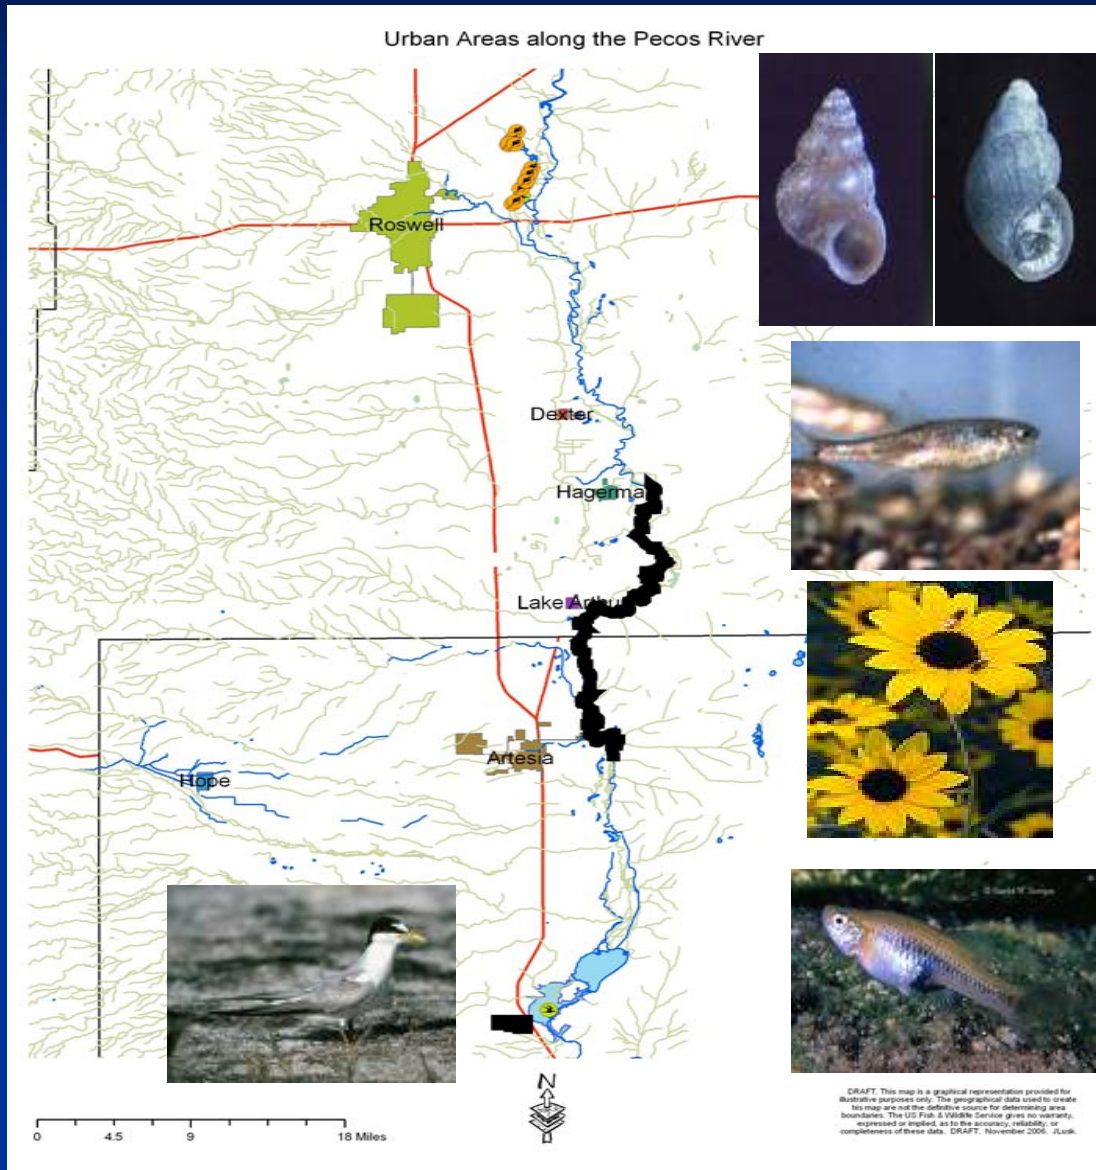 Urban Areas along the Pecos River
Roswell
Dexter
Hagerma
Lake Arthu
Artesia
Hope
N
0 4.5 9 18 Miles
DRAFT. This map is a graphical representation provided for
illustrative purposes only. The geographical data used to create
his map are not the definitive source for determining area
boundaries. The US Fish & Wildlife Service gives no warranty,
expressed or implied, as to the accuracy, reliability, or
completeness of these data. DRAFT. November 2006. JLusk.